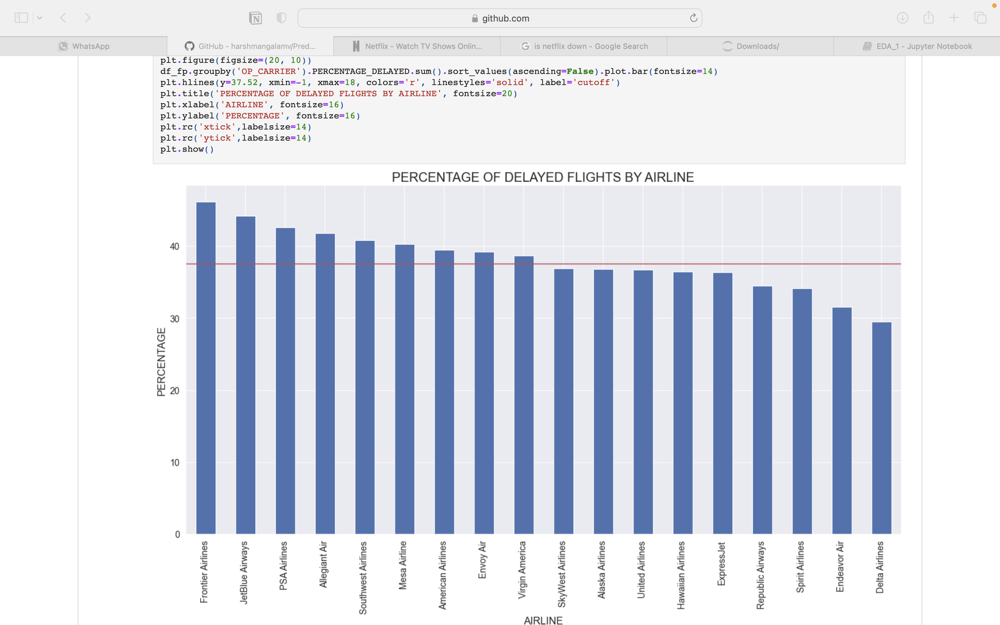 github.com
WhatsApp
GitHub - harshmangalamv/Pred...
Netflix - Watch TV Shows Onlin...
is netflix down - Google Search
Downloads/
EDA_1 - Jupyter Notebook
plt.figure(figsize=(20, 10))
df_fp.groupby('OP_CARRIER').PERCENTAGE_DELAYED.sum().sort_values(ascending=False).plot.bar(fontsize=14)
plt.hlines(y=37.52, xmin=-1, xmax=18, colors='r', linestyles='solid', label='cutoff')
plt.title('PERCENTAGE OF DELAYED FLIGHTS BY AIRLINE', fontsize=20)
plt.xlabel('AIRLINE', fontsize=16)
plt.ylabel('PERCENTAGE', fontsize=16)
plt.rc('xtick',labelsize=14)
plt.rc('ytick',labelsize=14)
plt.show()
PERCENTAGE OF DELAYED FLIGHTS BY AIRLINE
PERCENTAGE
40
30
20
10
0
Frontier Airlines
JetBlue Airways
PSA Airlines
Allegiant Air
Southwest Airlines
Mesa Airline
American Airlines
Envoy Air
Virgin America
SkyWest Airlines
Alaska Airlines
United Airlines
Hawaiian Airlines
ExpressJet
Republic Airways
Spirit Airlines
Endeavor Air
Delta Airlines
AIRLINE